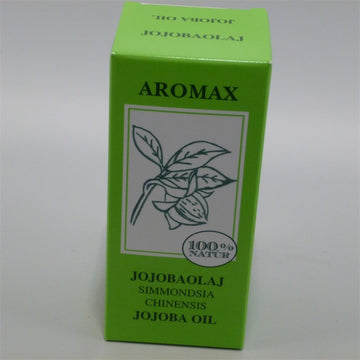 JOJOBA OIL
JOJOBAOLAJ
AROMAX
100%
NATUR
JOJOBAOLAJ
SIMMONDSIA
CHINENSIS
JOJOBA OIL